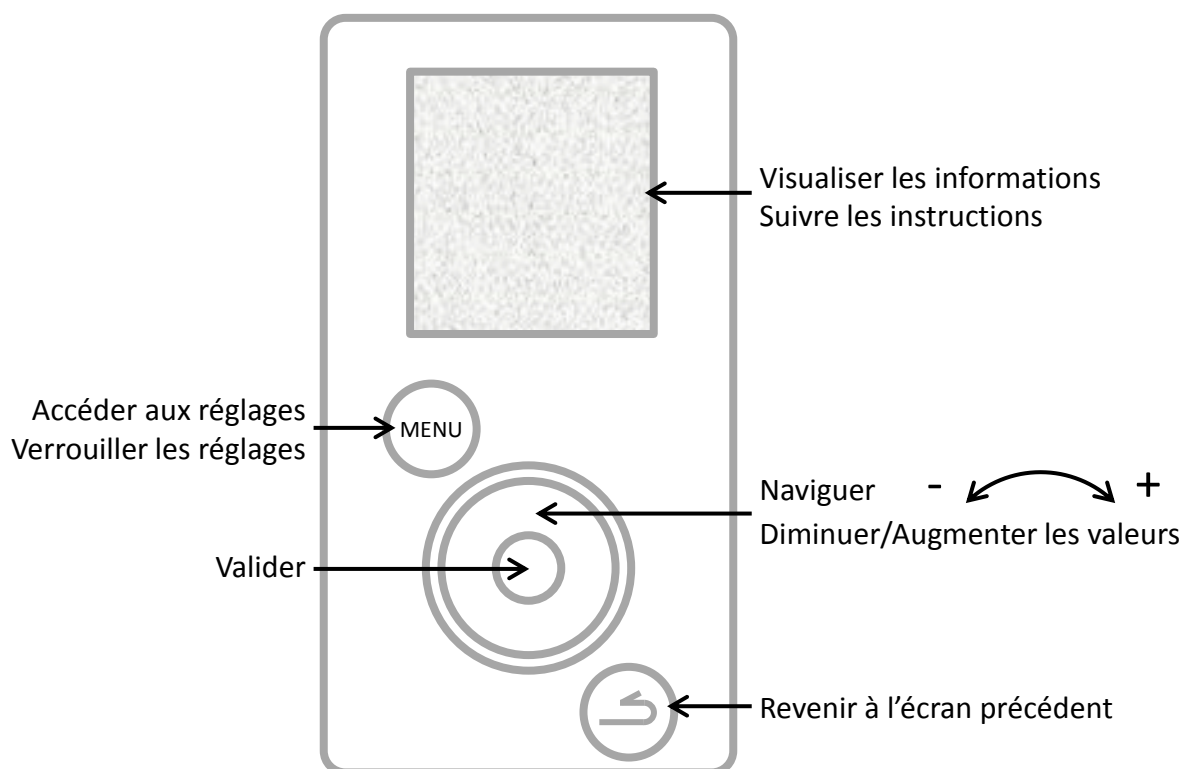 Visualiser les informations
Suivre les instructions
Accéder aux réglages
Verrouiller les réglages
MENU
Naviguer - +
Diminuer/Augmenter les valeurs
Valider
Revenir à l’écran précédent